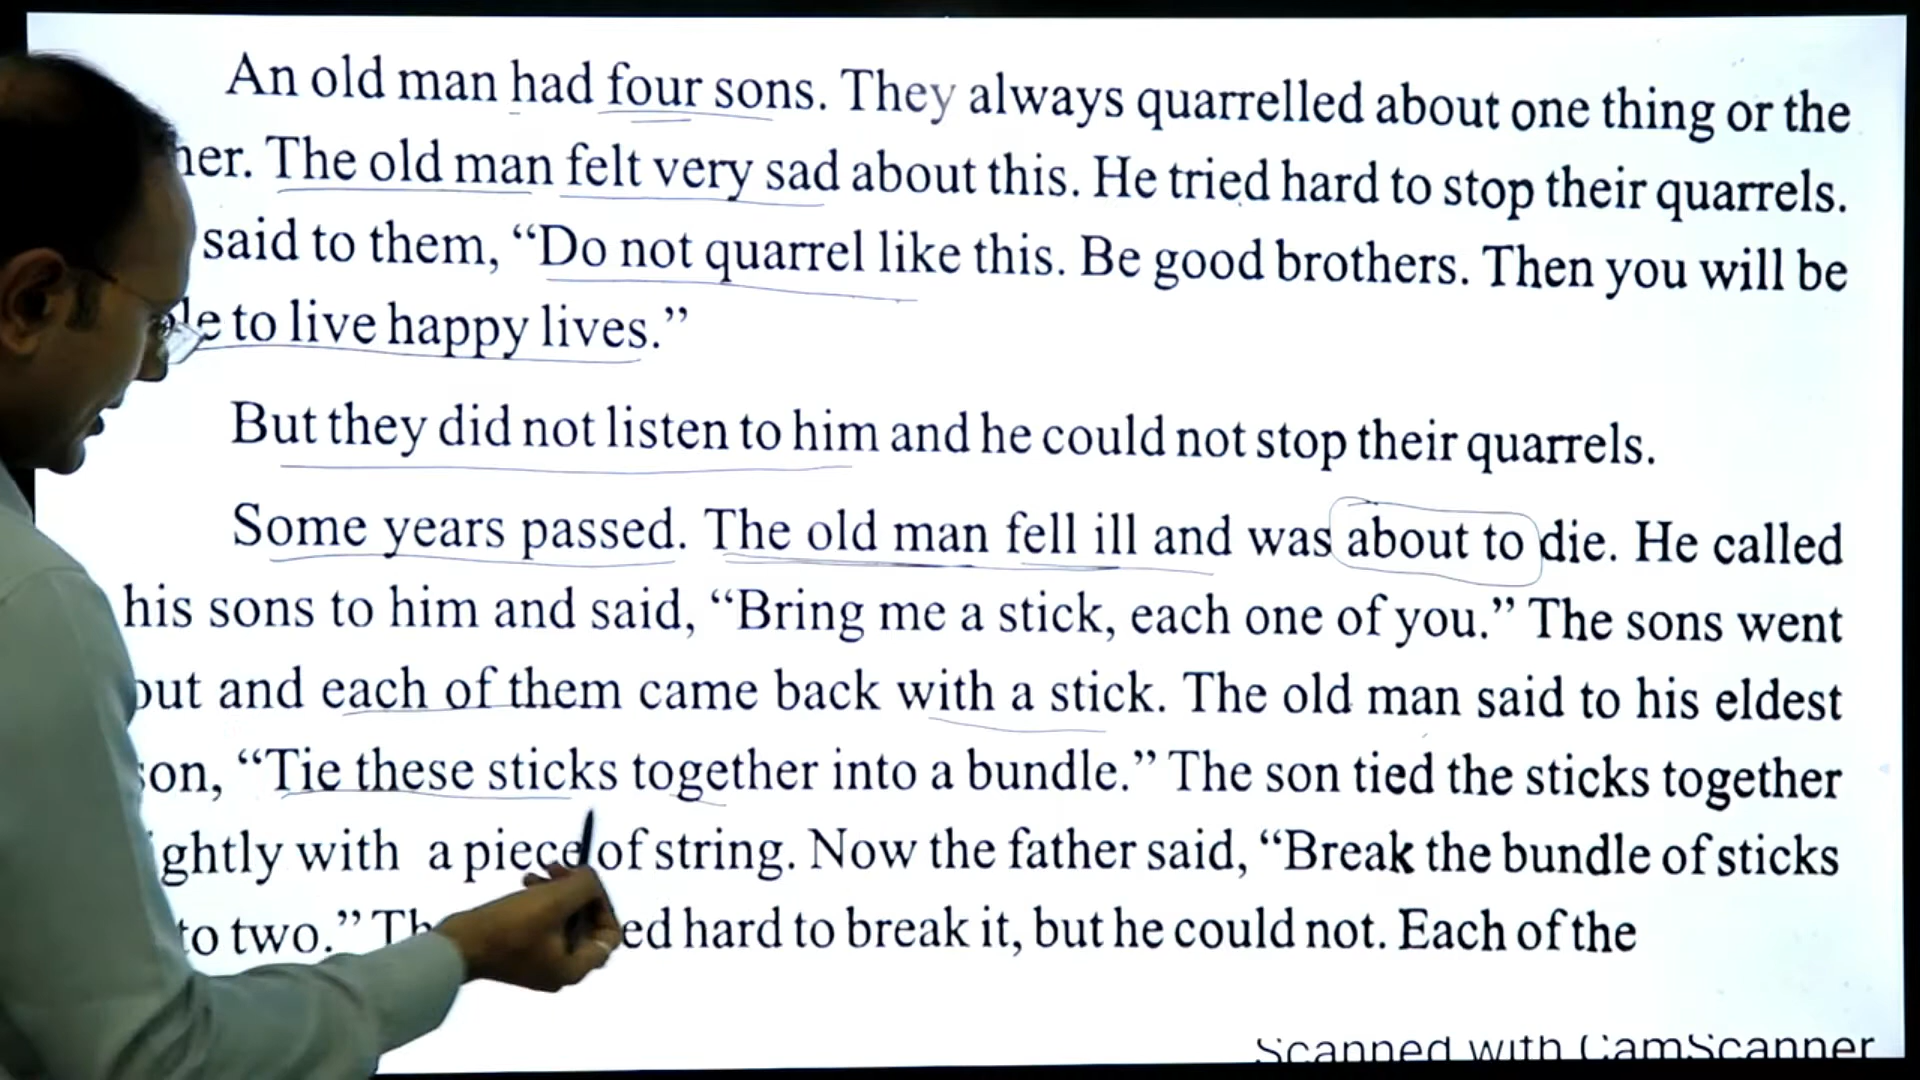 An old man had four sons. They always quarrelled about one thing or the
The old man felt very sad about this. He tried hard to stop their quarrels.
said to them, “Do not quarrel like this. Be good brothers. Then you will be
to live happy lives.”
But they did not listen to him and he could not stop their quarrels.
Some years passed. The old man fell ill and was about to die. He called
his sons to him and said, “Bring me a stick, each one of you.” The sons went
out and each of them came back with a stick. The old man said to his eldest
son, “Tie these sticks together into a bundle.” The son tied the sticks together
with a piece of string. Now the father said, “Break the bundle of sticks
to two.” hard to break it, but he could not. Each of the
Scanned with CamScanner